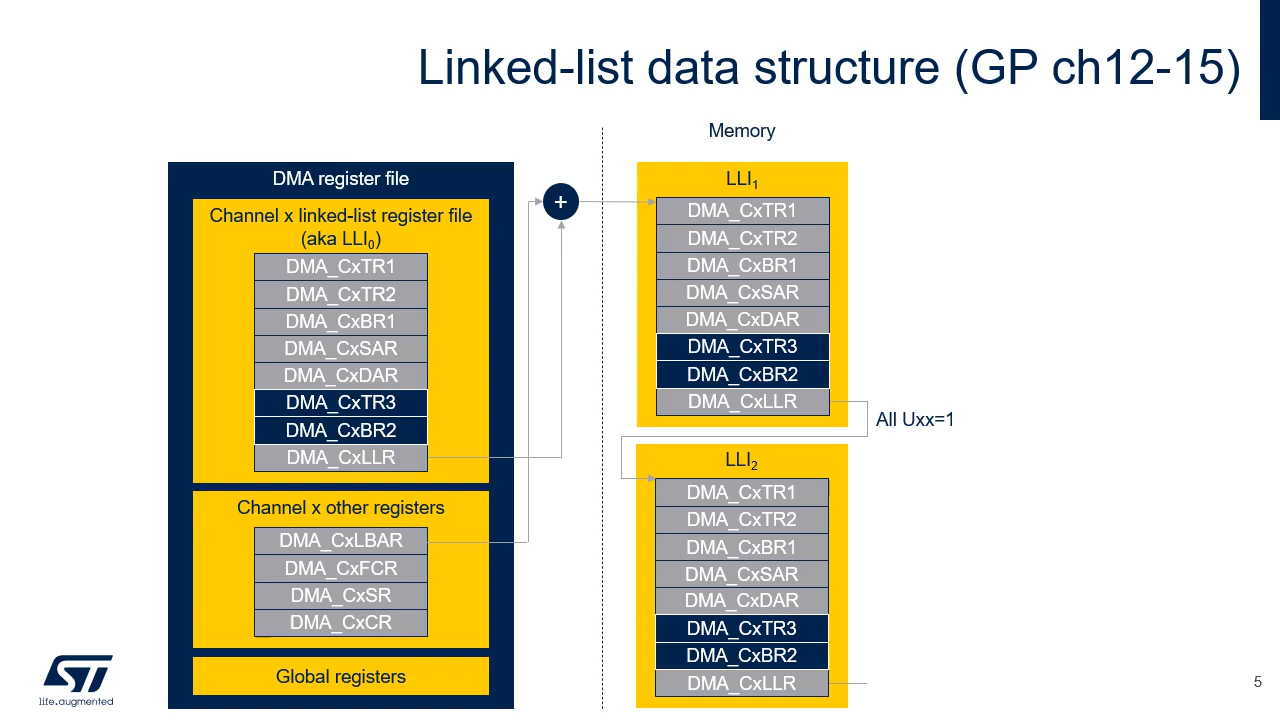 Linked-list data structure (GP ch12-15)
Memory
DMA register file
Channel x linked-list register file
(aka LLI0)
DMA_CxTR1
DMA_CxTR2
DMA_CxBR1
DMA_CxSAR
DMA_CxDAR
DMA_CxTR3
DMA_CxBR2
DMA_CxLLR
Channel x other registers
DMA_CxLBAR
DMA_CxFCR
DMA_CxSR
DMA_CxCR
Global registers
+
LLI1
DMA_CxTR1
DMA_CxTR2
DMA_CxBR1
DMA_CxSAR
DMA_CxDAR
DMA_CxTR3
DMA_CxBR2
DMA_CxLLR
All Uxx=1
LLI2
DMA_CxTR1
DMA_CxTR2
DMA_CxBR1
DMA_CxSAR
DMA_CxDAR
DMA_CxTR3
DMA_CxBR2
DMA_CxLLR
ST
life.augmented
5